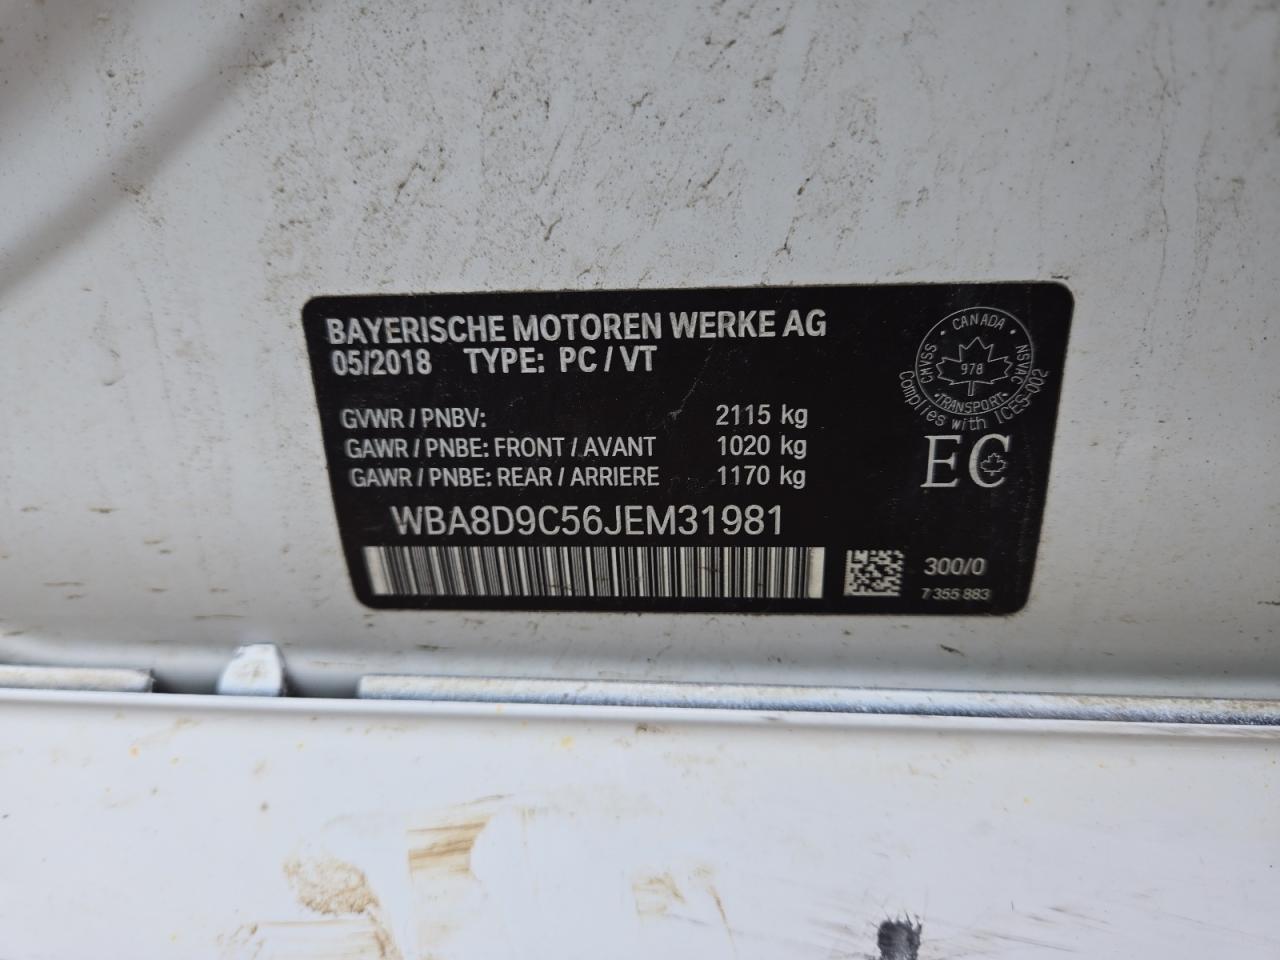 BAYERISCHE MOTOREN WERKE AG
05/2018 TYPE: PC / VT
GVWR / PNBV: 2115 kg
GAWR / PNBE: FRONT / AVANT 1020 kg
GAWR / PNBE: REAR / ARRIERE 1170 kg
WBA8D9C56JEM31981
CANADA
CMVSS
978
NSVAC
TRANSPORT
Complies with ICES-002
EC
300/0
7 355 883